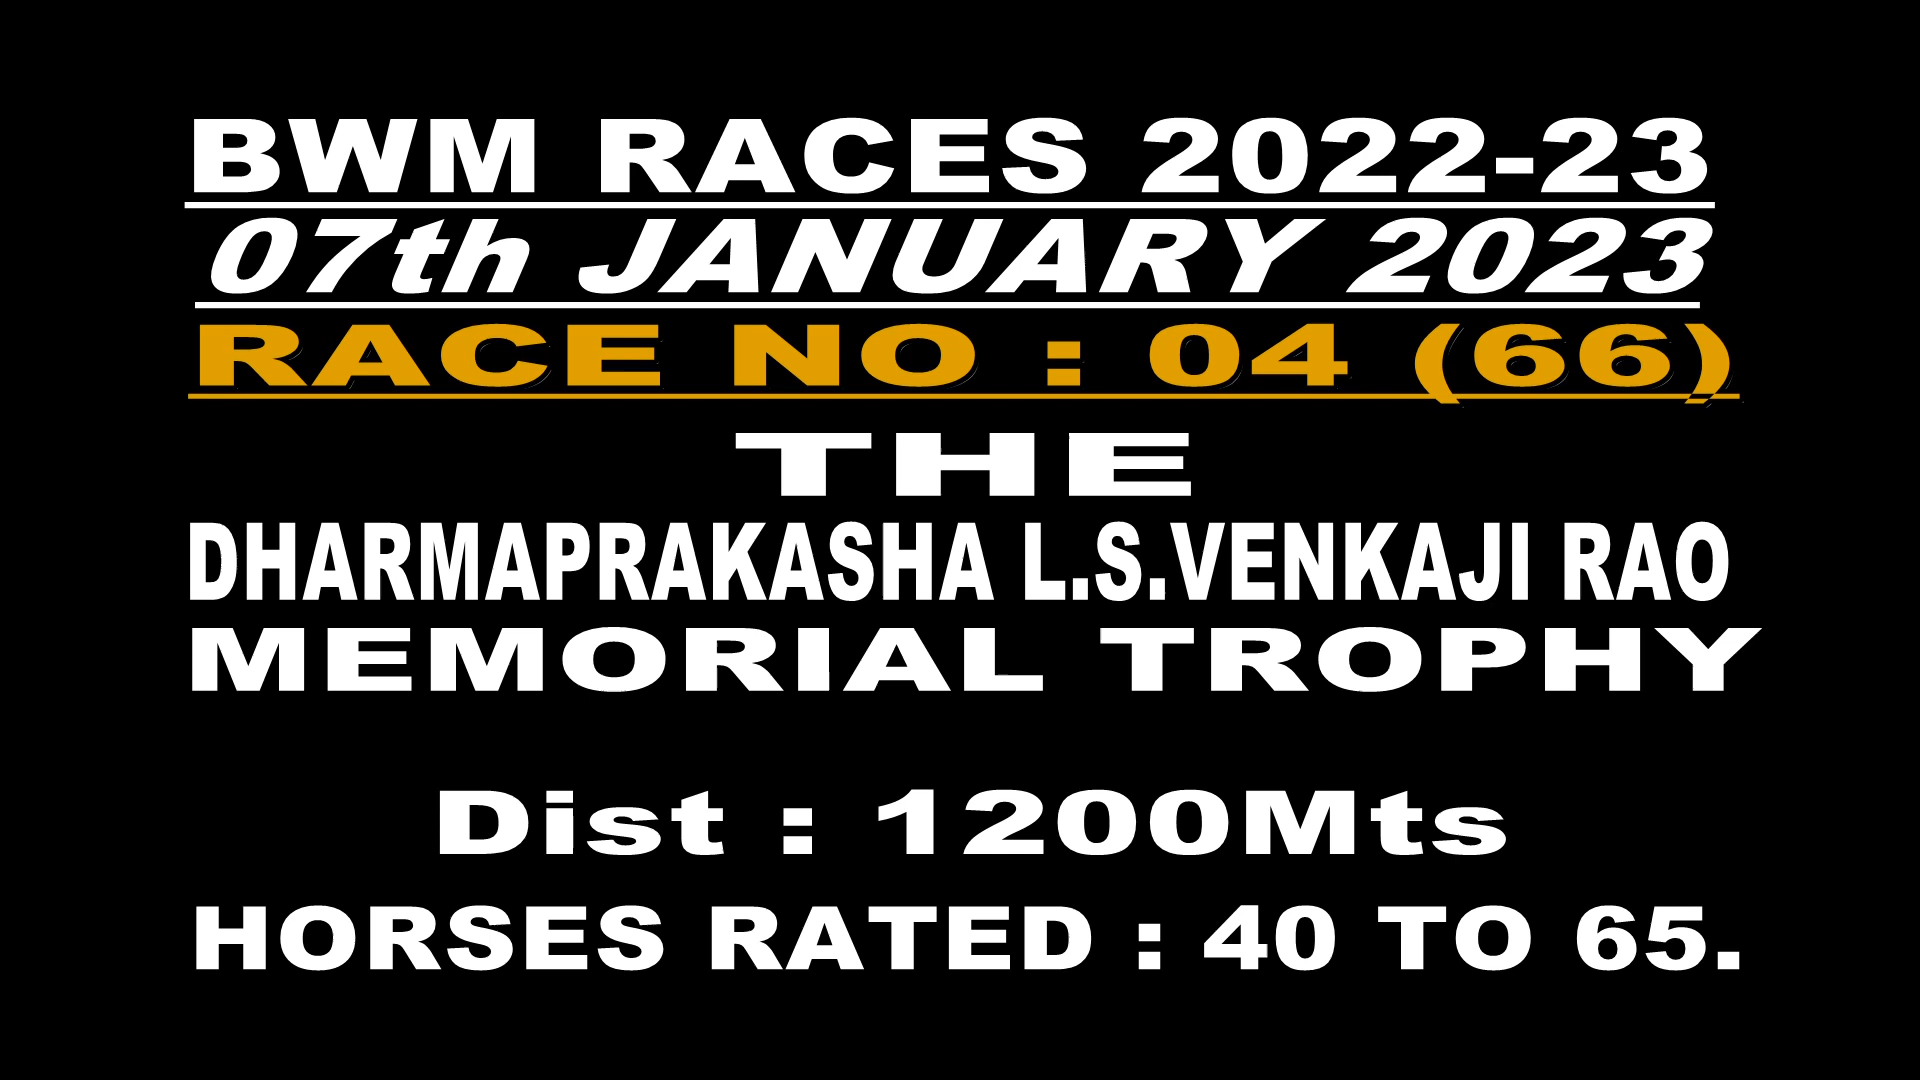 BWM RACES 2022-23
07th JANUARY 2023
RACE NO : 04 (66)
THE
DHARMAPRAKASHA L.S.VENKAJI RAO
MEMORIAL TROPHY
Dist : 1200Mts
HORSES RATED : 40 TO 65.